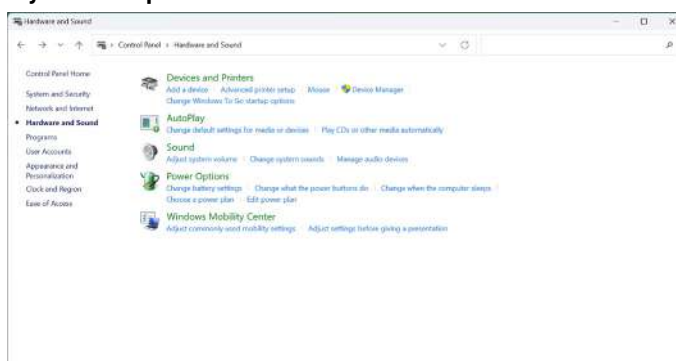 Hardware and Sound
Control Panel > Hardware and Sound
Control Panel Home
System and Security
Network and Internet
Hardware and Sound
Programs
User Accounts
Appearance and
Personalization
Clock and Region
Ease of Access
Devices and Printers
Add a device Advanced printer setup Mouse Device Manager
Change Windows To Go startup options
AutoPlay
Change default settings for media or devices Play CDs or other media automatically
Sound
Adjust system volume Change system sounds Manage audio devices
Power Options
Change battery settings Change what the power buttons do Change when the computer sleeps
Choose a power plan Edit power plan
Windows Mobility Center
Adjust commonly used mobility settings Adjust settings before giving a presentation